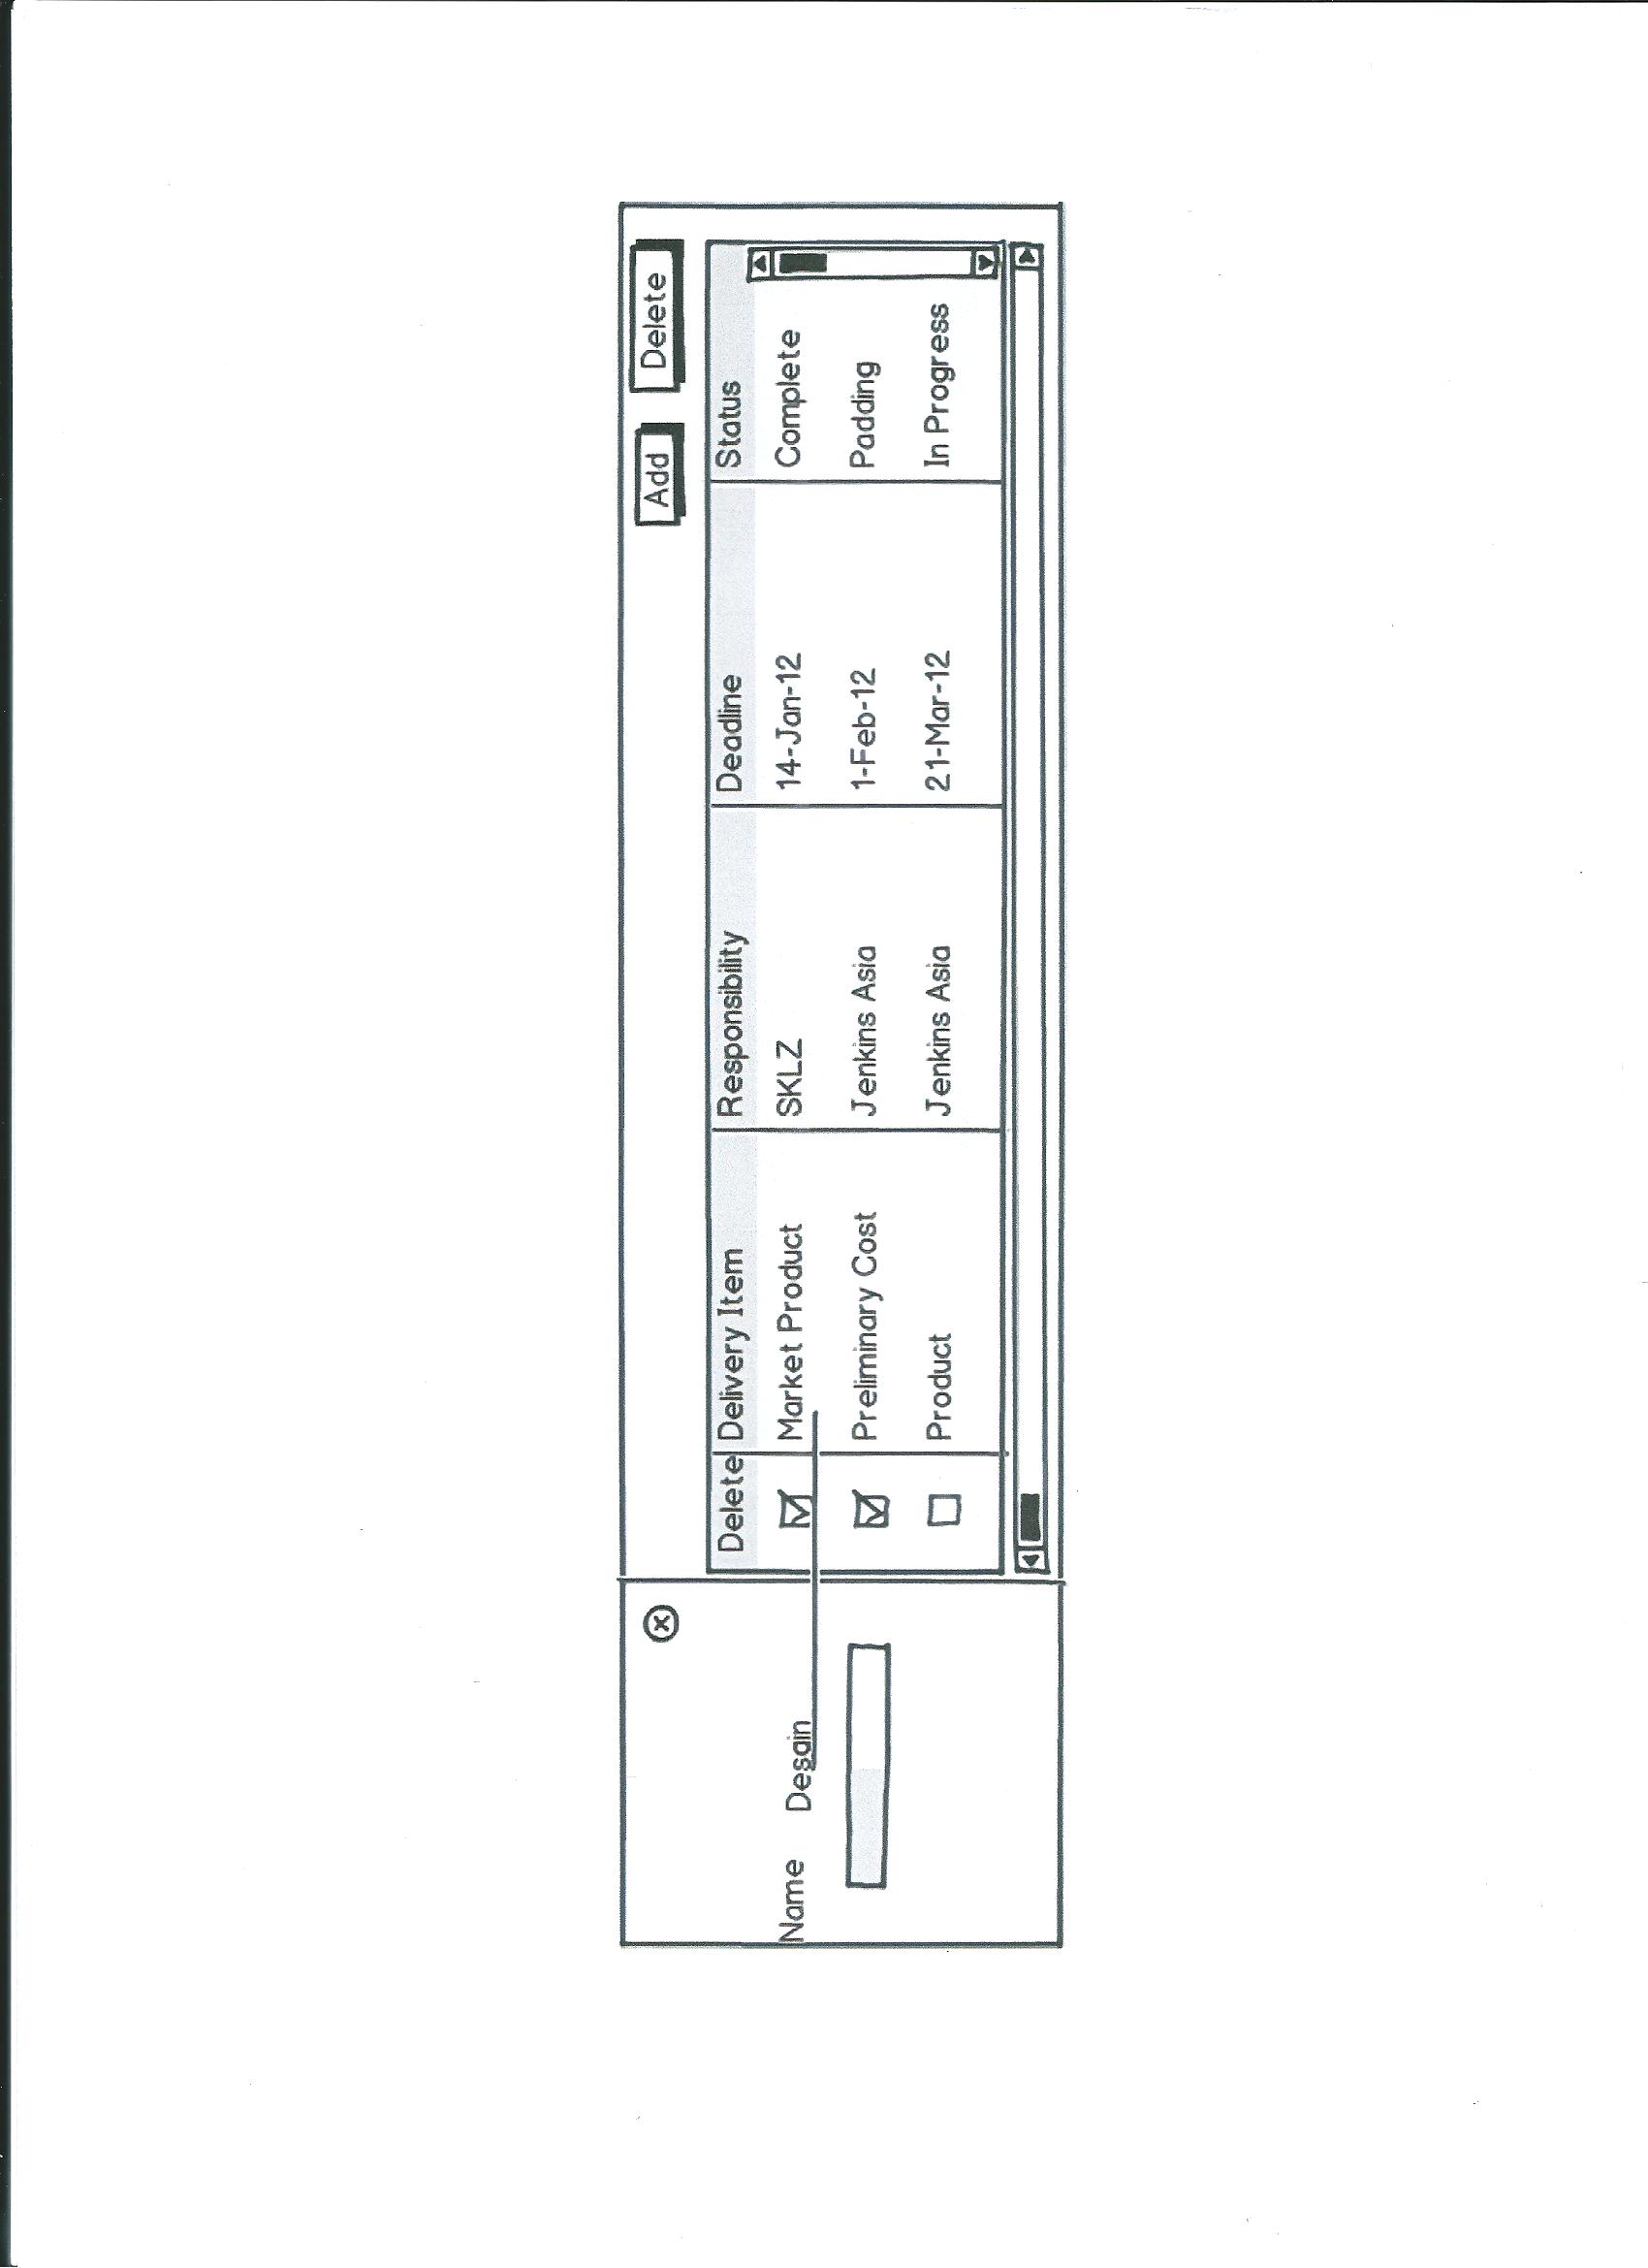 Add Delete
Delete Delivery Item Responsibility Deadline Status
Name Desain
Market Product SKLZ 14-Jan-12 Complete
Preliminary Cost Jenkins Asia 1-Feb-12 Padding
Product Jenkins Asia 21-Mar-12 In Progress